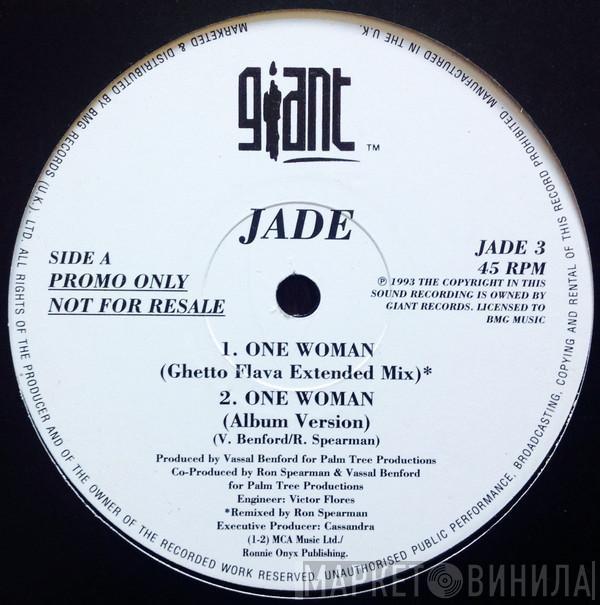 giant ™
JADE
SIDE A
PROMO ONLY
NOT FOR RESALE
JADE 3
45 RPM
℗ 1993 THE COPYRIGHT IN THIS
SOUND RECORDING IS OWNED BY
GIANT RECORDS. LICENSED TO
BMG MUSIC
1. ONE WOMAN
(Ghetto Flava Extended Mix)*
2. ONE WOMAN
(Album Version)
(V. Benford/R. Spearman)
Produced by Vassal Benford for Palm Tree Productions
Co-Produced by Ron Spearman & Vassal Benford
for Palm Tree Productions
Engineer: Victor Flores
*Remixed by Ron Spearman
Executive Producer: Cassandra
(1-2) MCA Music Ltd./
Ronnie Onyx Publishing.
MARKETED & DISTRIBUTED BY BMG RECORDS (U.K.) LTD. ALL RIGHTS OF THE PRODUCER AND OF THE OWNER OF THE RECORDED WORK RESERVED. UNAUTHORISED PUBLIC PERFORMANCE, BROADCASTING, COPYING AND RENTAL OF THIS RECORD PROHIBITED. MANUFACTURED IN THE U.K.
МАРКЕТ ВИНИЛА